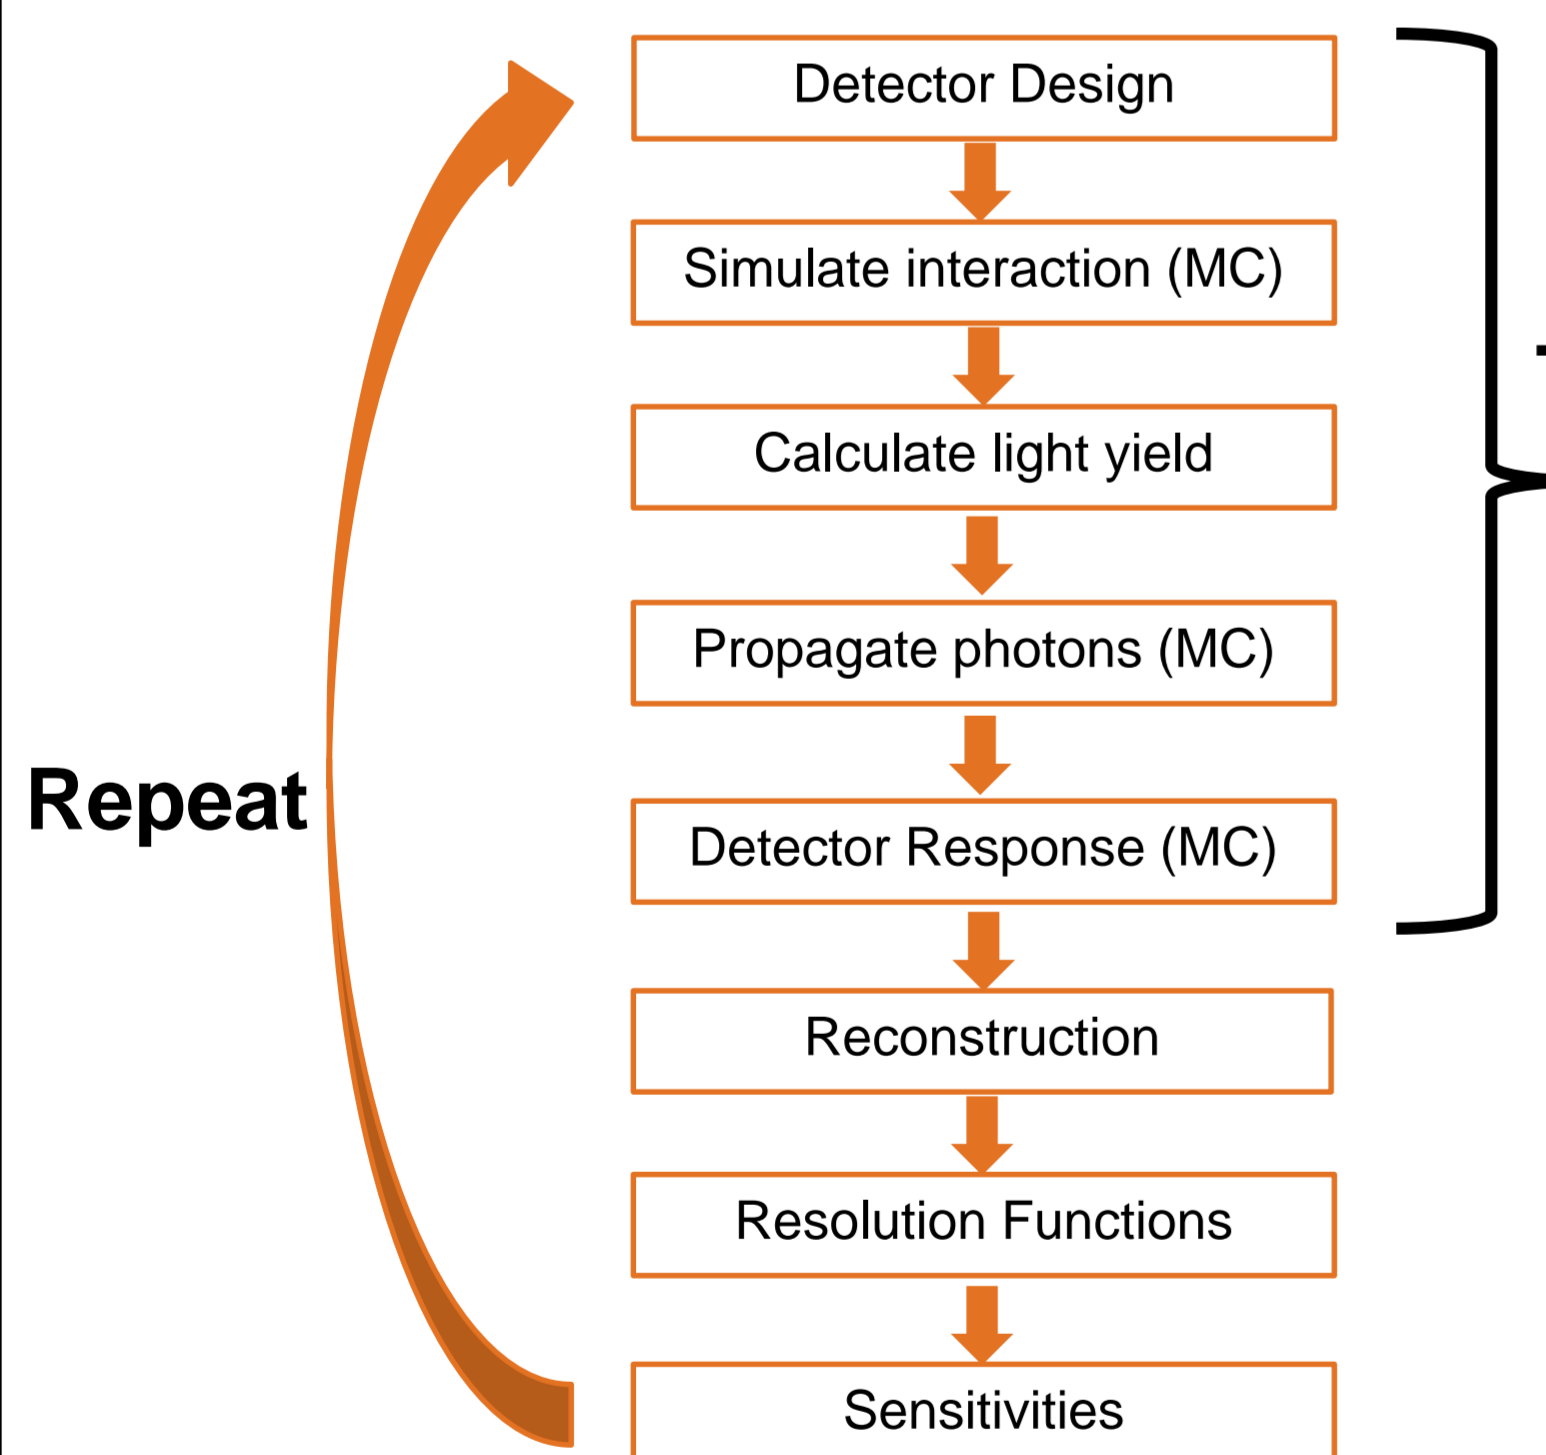 Detector Design
Simulate interaction (MC)
Calculate light yield
Propagate photons (MC)
Repeat
Detector Response (MC)
Reconstruction
Resolution Functions
Sensitivities